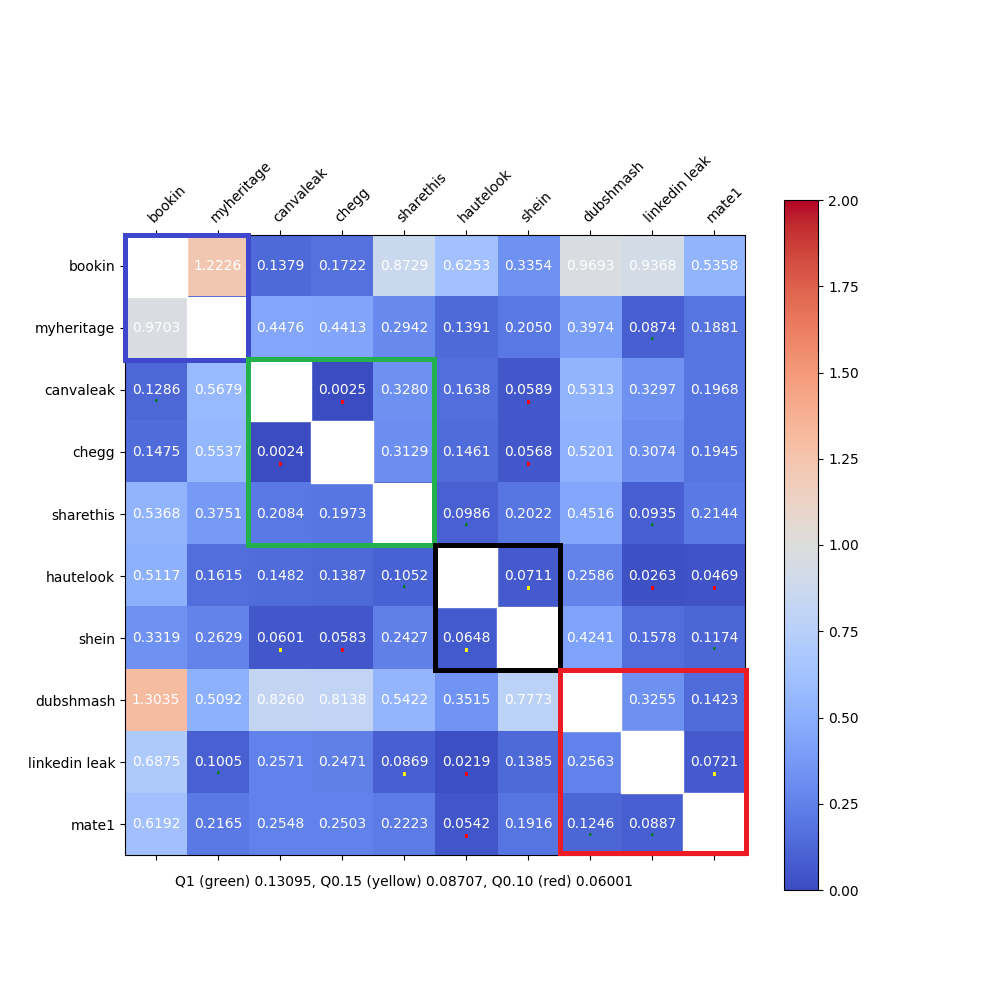 bookin myheritage canvaleak chegg sharethis hautelook shein dubshmash linkedin leak mate1
2.00
bookin 1.2226 0.1379 0.1722 0.8729 0.6253 0.3354 0.9693 0.9368 0.5358
1.75
myheritage 0.9703 0.4476 0.4413 0.2942 0.1391 0.2050 0.3974 0.0874 0.1881
canvaleak 0.1286 0.5679 0.0025 0.3280 0.1638 0.0589 0.5313 0.3297 0.1968
1.50
chegg 0.1475 0.5537 0.0024 0.3129 0.1461 0.0568 0.5201 0.3074 0.1945
1.25
sharethis 0.5368 0.3751 0.2084 0.1973 0.0986 0.2022 0.4516 0.0935 0.2144
1.00
hautelook 0.5117 0.1615 0.1482 0.1387 0.1052 0.0711 0.2586 0.0263 0.0469
0.75
shein 0.3319 0.2629 0.0601 0.0583 0.2427 0.0648 0.4241 0.1578 0.1174
dubshmash 1.3035 0.5092 0.8260 0.8138 0.5422 0.3515 0.7773 0.3255 0.1423
0.50
linkedin leak 0.6875 0.1005 0.2571 0.2471 0.0869 0.0219 0.1385 0.2563 0.0721
0.25
mate1 0.6192 0.2165 0.2548 0.2503 0.2223 0.0542 0.1916 0.1246 0.0887
Q1 (green) 0.13095, Q0.15 (yellow) 0.08707, Q0.10 (red) 0.06001
0.00